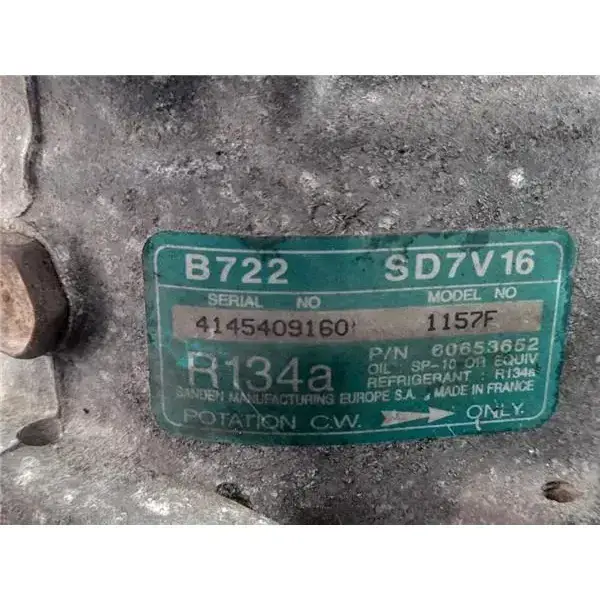 B722 SD7V16
SERIAL NO MODEL NO
4145409160 1157F
R134a P/N 60653652
OIL SP-10 OR EQUIV
REFRIGERANT R134a
SANDEN MANUFACTURING EUROPE S.A. MADE IN FRANCE
POTATION C.W. ONLY